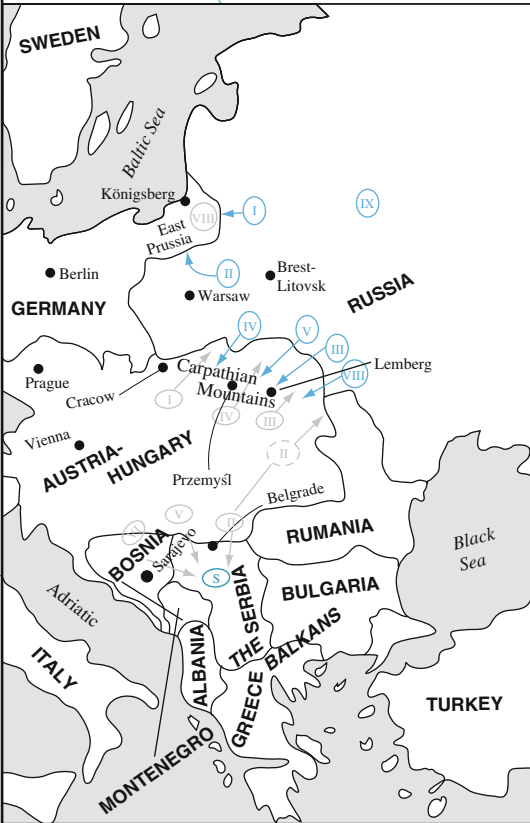 SWEDEN
Baltic Sea
Königsberg
VIII
I
IX
East
Prussia
II
Berlin
Brest-
Litovsk
Warsaw
GERMANY
RUSSIA
IV
V
III
Lemberg
VIII
Carpathian
Mountains
Prague
Cracow
I
IV
III
Vienna
AUSTRIA-
HUNGARY
II
Przemyśl
Belgrade
V
II
VI
RUMANIA
Black
Sea
BOSNIA
Sarajevo
S
BULGARIA
Adriatic
SERBIA
THE BALKANS
ITALY
ALBANIA
GREECE
TURKEY
MONTENEGRO